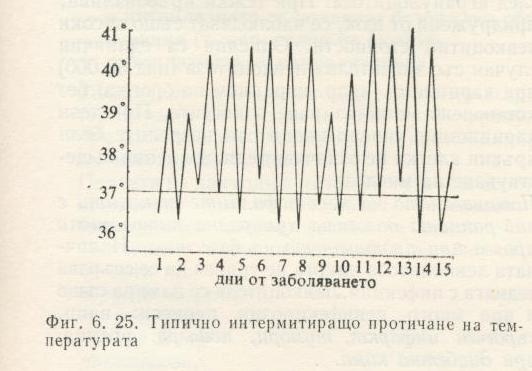 41°
40°
39°
38°
37°
36°
1 2 3 4 5 6 7 8 9 10 11 12 13 14 15
дни от заболяването
Фиг. 6. 25. Типично интермитиращо протичане на тем-
пературата